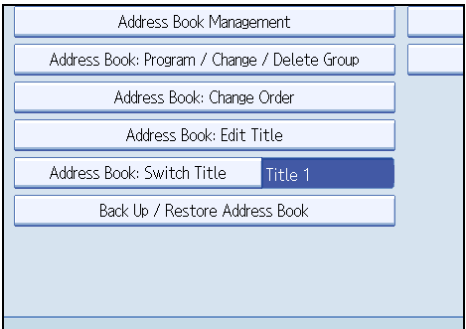 Address Book Management
Address Book: Program / Change / Delete Group
Address Book: Change Order
Address Book: Edit Title
Address Book: Switch Title Title 1
Back Up / Restore Address Book